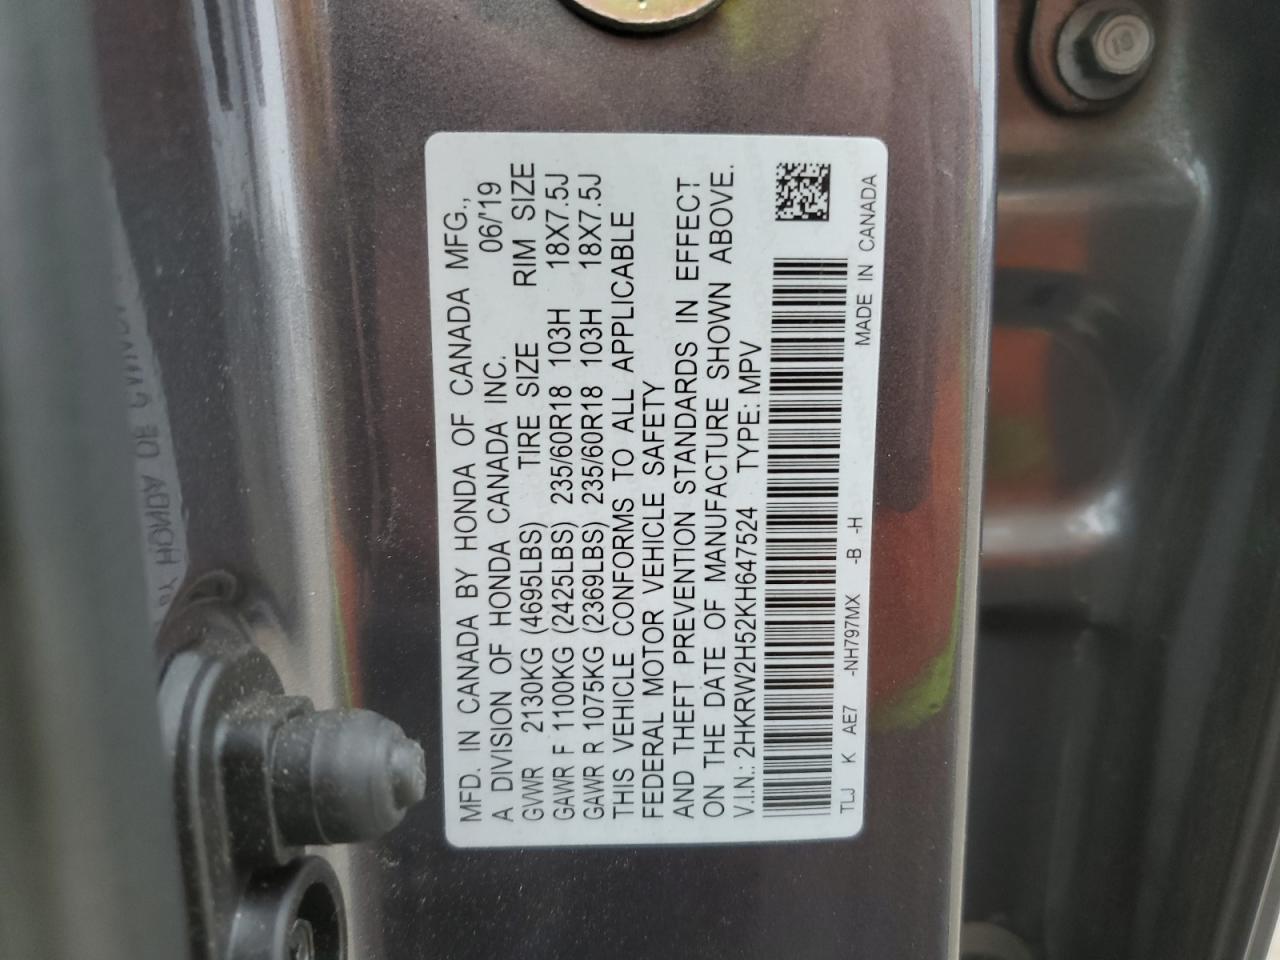 MFD. IN CANADA BY HONDA OF CANADA MFG.,
A DIVISION OF HONDA CANADA INC. 06/'19
GVWR 2130KG (4695LBS) TIRE SIZE RIM SIZE
GAWR F 1100KG (2425LBS) 235/60R18 103H 18X7.5J
GAWR R 1075KG (2369LBS) 235/60R18 103H 18X7.5J
THIS VEHICLE CONFORMS TO ALL APPLICABLE
FEDERAL MOTOR VEHICLE SAFETY
AND THEFT PREVENTION STANDARDS IN EFFECT
ON THE DATE OF MANUFACTURE SHOWN ABOVE.
V.I.N.: 2HKRW2H52KH647524 TYPE: MPV
TLJ K AE7 -NH797MX -B -H MADE IN CANADA